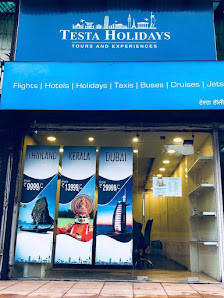 TESTA HOLIDAYS
TOURS AND EXPERIENCES
Flights | Hotels | Holidays | Taxis | Buses | Cruises | Jets
टेस्टा हॉली
THAILAND
9999/-
KERALA
13999/-
DUBAI
29999/-